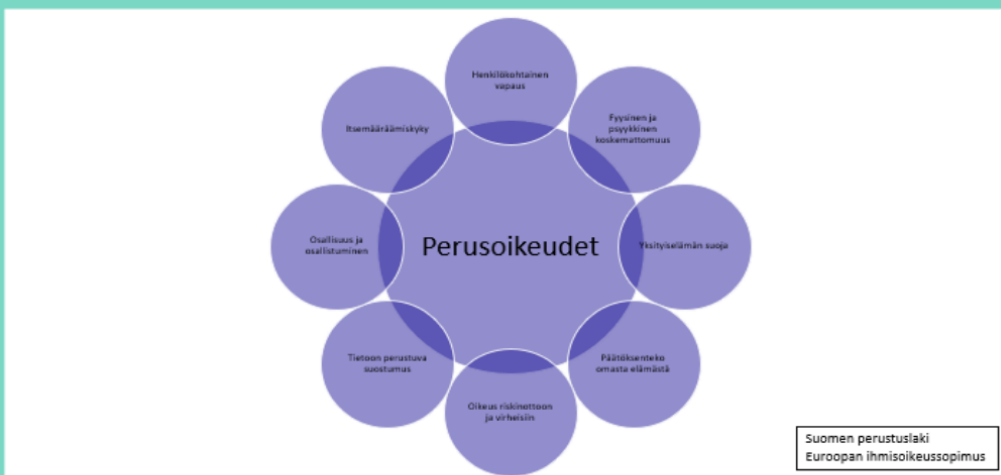 Henkilökohtainen
vapaus
Fyysinen ja
psyykkinen
koskemattomuus
Yksityiselämän suoja
Päätöksenteko
omasta elämästä
Oikeus riskinottoon
ja virheisiin
Tietoon perustuva
suostumus
Osallisuus ja
osallistuminen
Itsemääräämiskyky
Perusoikeudet
Suomen perustuslaki
Euroopan ihmisoikeussopimus